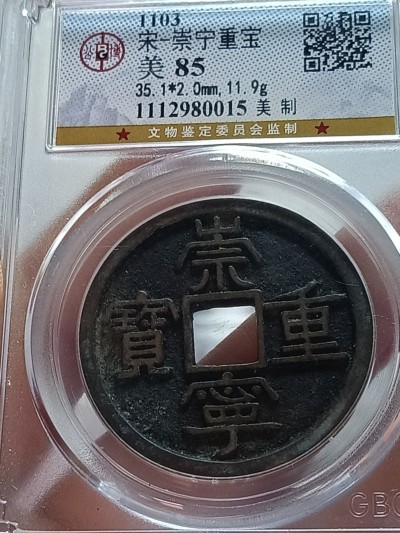 1103
宋-崇宁重宝
美 85
35.1*2.0mm,11.9g
1112980015 美 制
★ 文物鉴定委员会监制 ★
崇
寶 重
寧
GBC